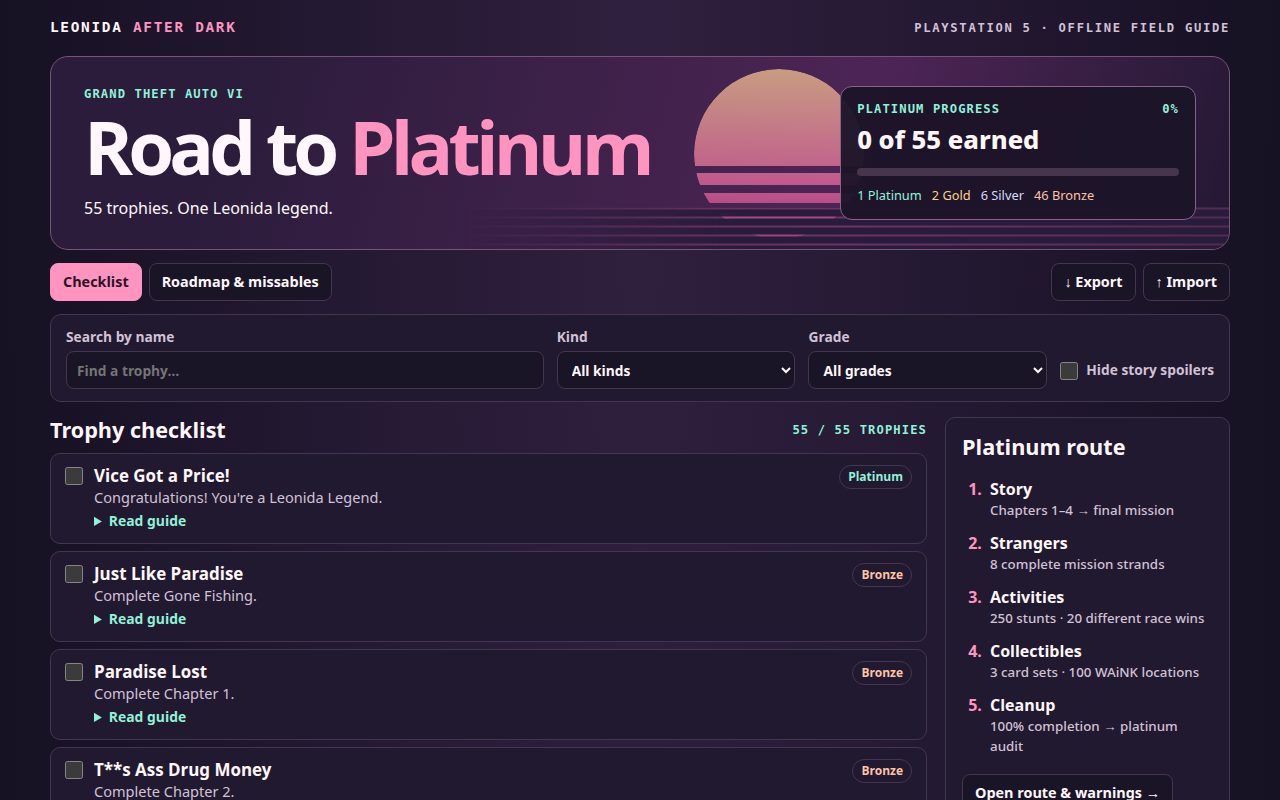 LEONIDA AFTER DARK
PLAYSTATION 5 · OFFLINE FIELD GUIDE
GRAND THEFT AUTO VI
Road to Platinum
55 trophies. One Leonida legend.
PLATINUM PROGRESS 0%
0 of 55 earned
1 Platinum 2 Gold 6 Silver 46 Bronze
Checklist Roadmap & missables
↓ Export ↑ Import
Search by name
Find a trophy...
Kind
All kinds
Grade
All grades
Hide story spoilers
Trophy checklist
55 / 55 TROPHIES
Vice Got a Price!
Platinum
Congratulations! You're a Leonida Legend.
▶ Read guide
Just Like Paradise
Bronze
Complete Gone Fishing.
▶ Read guide
Paradise Lost
Bronze
Complete Chapter 1.
▶ Read guide
T**s Ass Drug Money
Bronze
Complete Chapter 2.
Platinum route
1. Story
Chapters 1–4 → final mission
2. Strangers
8 complete mission strands
3. Activities
250 stunts · 20 different race wins
4. Collectibles
3 card sets · 100 WAiNK locations
5. Cleanup
100% completion → platinum
audit
Open route & warnings →